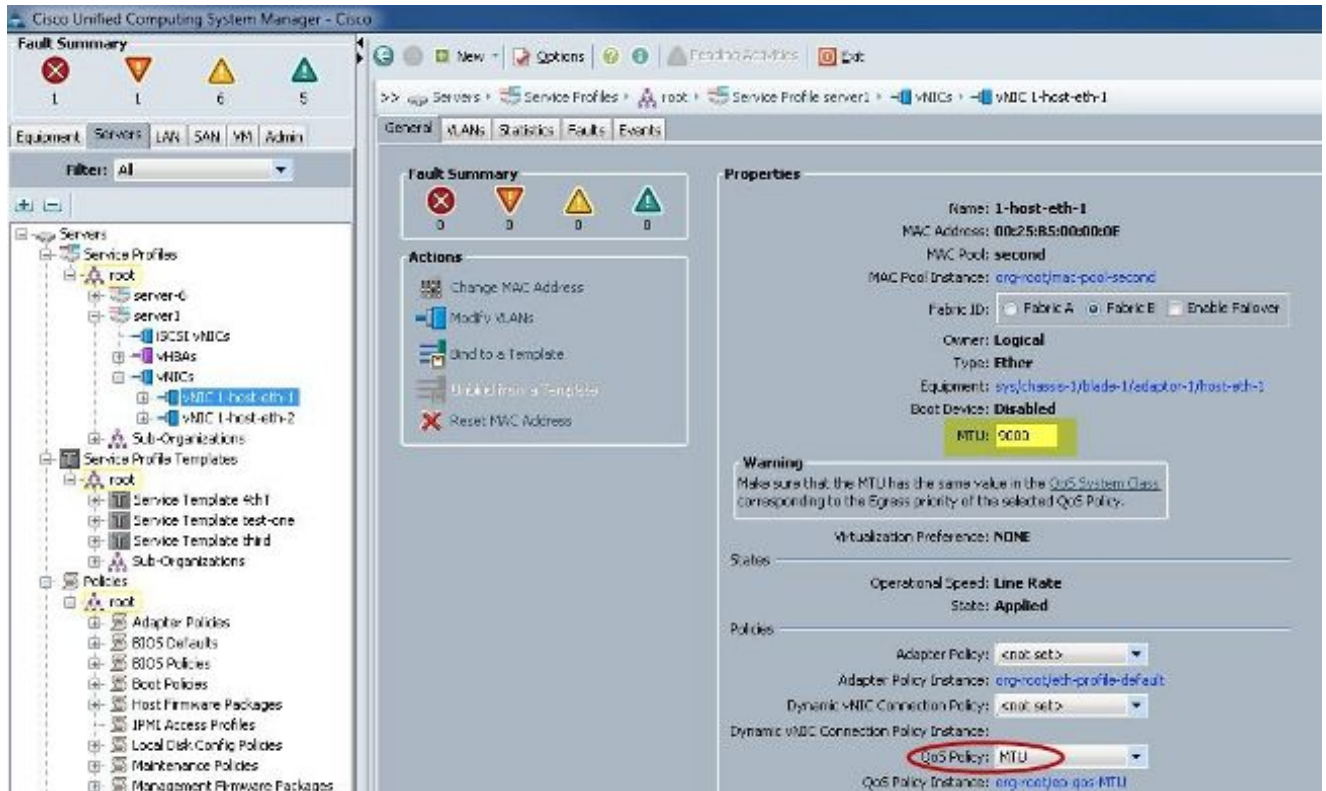 Cisco Unified Computing System Manager - Cisco
Fault Summary
1 1 6 5
Equipment Servers LAN SAN VM Admin
Filter: All
Servers
Service Profiles
root
server-6
server1
iSCSI vNICs
vHBAs
vNICs
vNIC 1-host-eth-1
vNIC 1-host-eth-2
Sub-Organizations
Service Profile Templates
root
Service Template 4th1
Service Template test-one
Service Template third
Sub-Organizations
Policies
root
Adapter Policies
BIOS Defaults
BIOS Policies
Boot Policies
Host Firmware Packages
IPMI Access Profiles
Local Disk Config Policies
Maintenance Policies
Management Firmware Packages
New Options Pending Activities Exit
>> Servers Service Profiles root Service Profile server1 vNICs vNIC 1-host-eth-1
General VLANs Statistics Faults Events
Fault Summary
0 0 0 0
Actions
Change MAC Address
Modify VLANs
Bind to a Template
Unbind from a Template
Reset MAC Address
Properties
Name: 1-host-eth-1
MAC Address: 00:25:B5:00:00:0E
MAC Pool: second
MAC Pool Instance: org-root/mac-pool-second
Fabric ID: Fabric A Fabric B Enable Failover
Owner: Logical
Type: Ether
Equipment: sys/chassis-1/blade-1/adaptor-1/host-eth-1
Boot Device: Disabled
MTU: 9000
Warning
Make sure that the MTU has the same value in the QoS System Class
corresponding to the Egress priority of the selected QoS Policy.
Virtualization Preference: NONE
States
Operational Speed: Line Rate
State: Applied
Policies
Adapter Policy: <not set>
Adapter Policy Instance: org-root/eth-profile-default
Dynamic vNIC Connection Policy: <not set>
Dynamic vNIC Connection Policy Instance:
QoS Policy: MTU
QoS Policy Instance: org-root/ep-qos-MTU